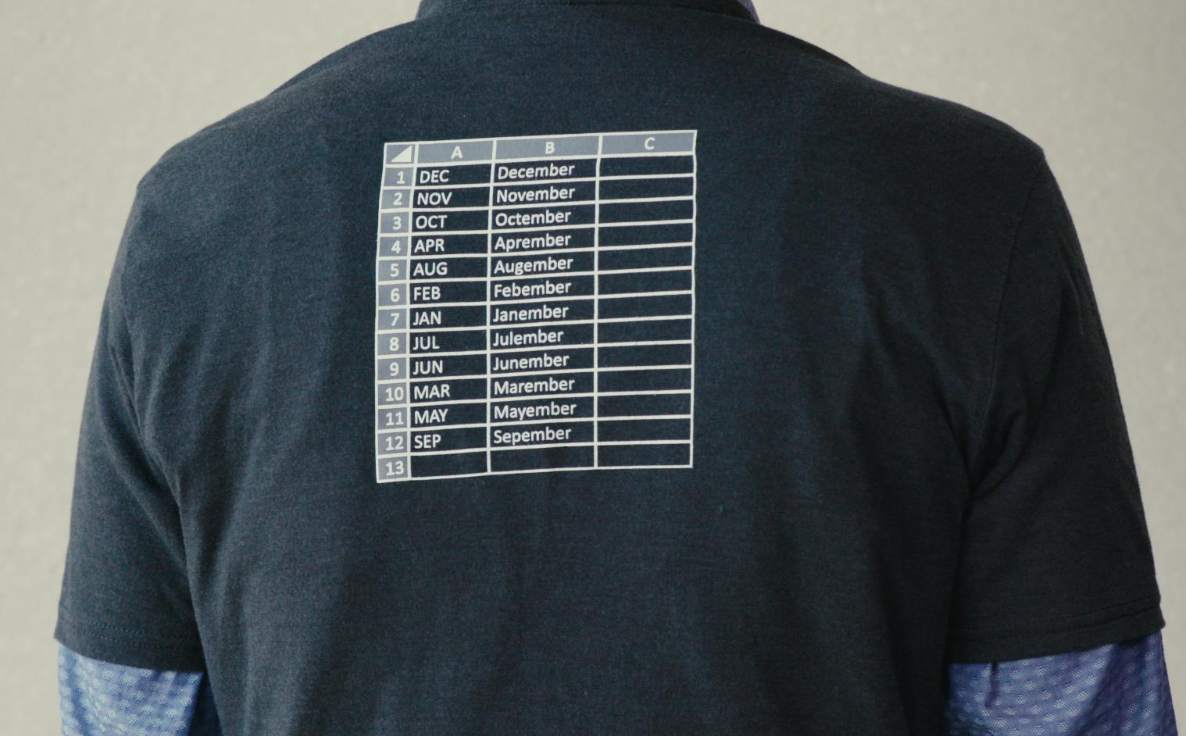 A B C
1 DEC December
2 NOV November
3 OCT Octember
4 APR Aprember
5 AUG Augember
6 FEB Febember
7 JAN Janember
8 JUL Julember
9 JUN Junember
10 MAR Marember
11 MAY Mayember
12 SEP Sepember
13